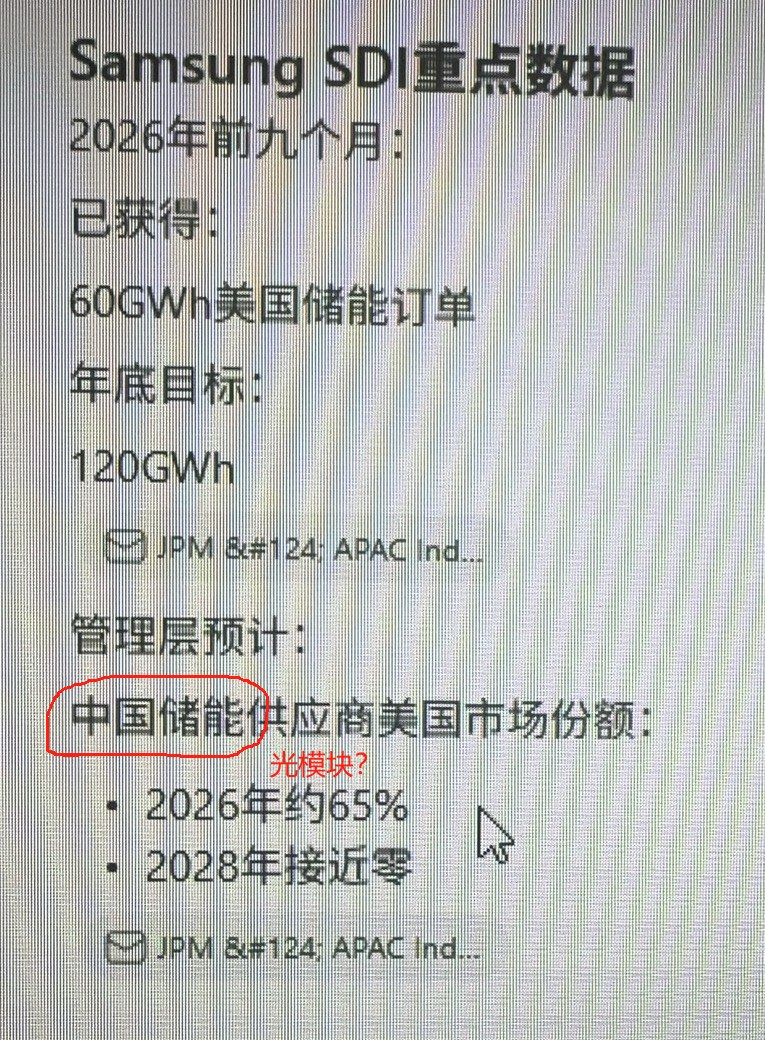 Samsung SDI重点数据
2026年前九个月：
已获得：
60GWh美国储能订单
年底目标：
120GWh
JPM &#124; APAC Ind...
管理层预计：
中国储能供应商美国市场份额：
光模块?
• 2026年约65%
• 2028年接近零
JPM &#124; APAC Ind...